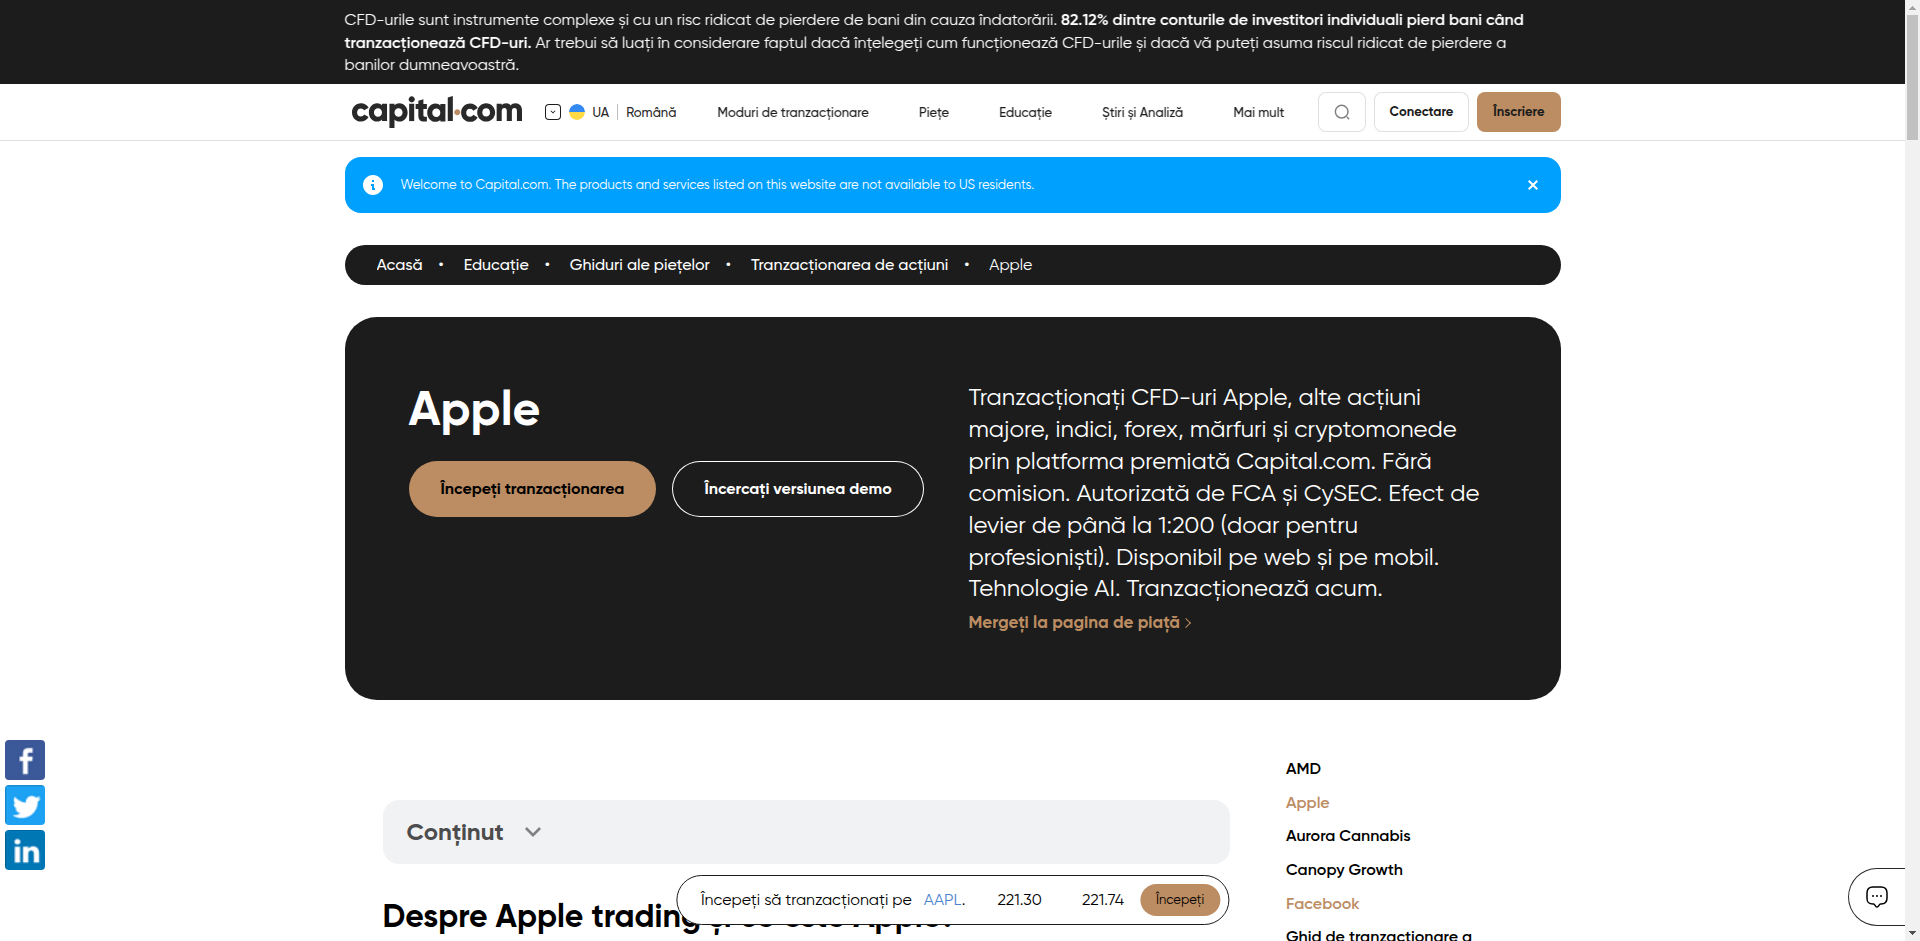 CFD-urile sunt instrumente complexe și cu un risc ridicat de pierdere de bani din cauza îndatorării. 82.12% dintre conturile de investitori individuali pierd bani când
tranzacționează CFD-uri. Ar trebui să luați în considerare faptul dacă înțelegeți cum funcționează CFD-urile și dacă vă puteți asuma riscul ridicat de pierdere a
banilor dumneavoastră.
capital.com UA Română Moduri de tranzacționare Piețe Educație Știri și Analiză Mai mult Conectare Înscriere
Welcome to Capital.com. The products and services listed on this website are not available to US residents.
Acasă • Educație • Ghiduri ale piețelor • Tranzacționarea de acțiuni • Apple
Apple
Începeți tranzacționarea
Încercați versiunea demo
Tranzacționați CFD-uri Apple, alte acțiuni
majore, indici, forex, mărfuri și cryptomonede
prin platforma premiată Capital.com. Fără
comision. Autorizată de FCA și CySEC. Efect de
levier de până la 1:200 (doar pentru
profesioniști). Disponibil pe web și pe mobil.
Tehnologie AI. Tranzacționează acum.
Mergeți la pagina de piață
Conținut
Despre Apple trading și ce este Apple?
Începeți să tranzacționați pe AAPL. 221.30 221.74 Începeți
AMD
Apple
Aurora Cannabis
Canopy Growth
Facebook
Ghid de tranzacționare a